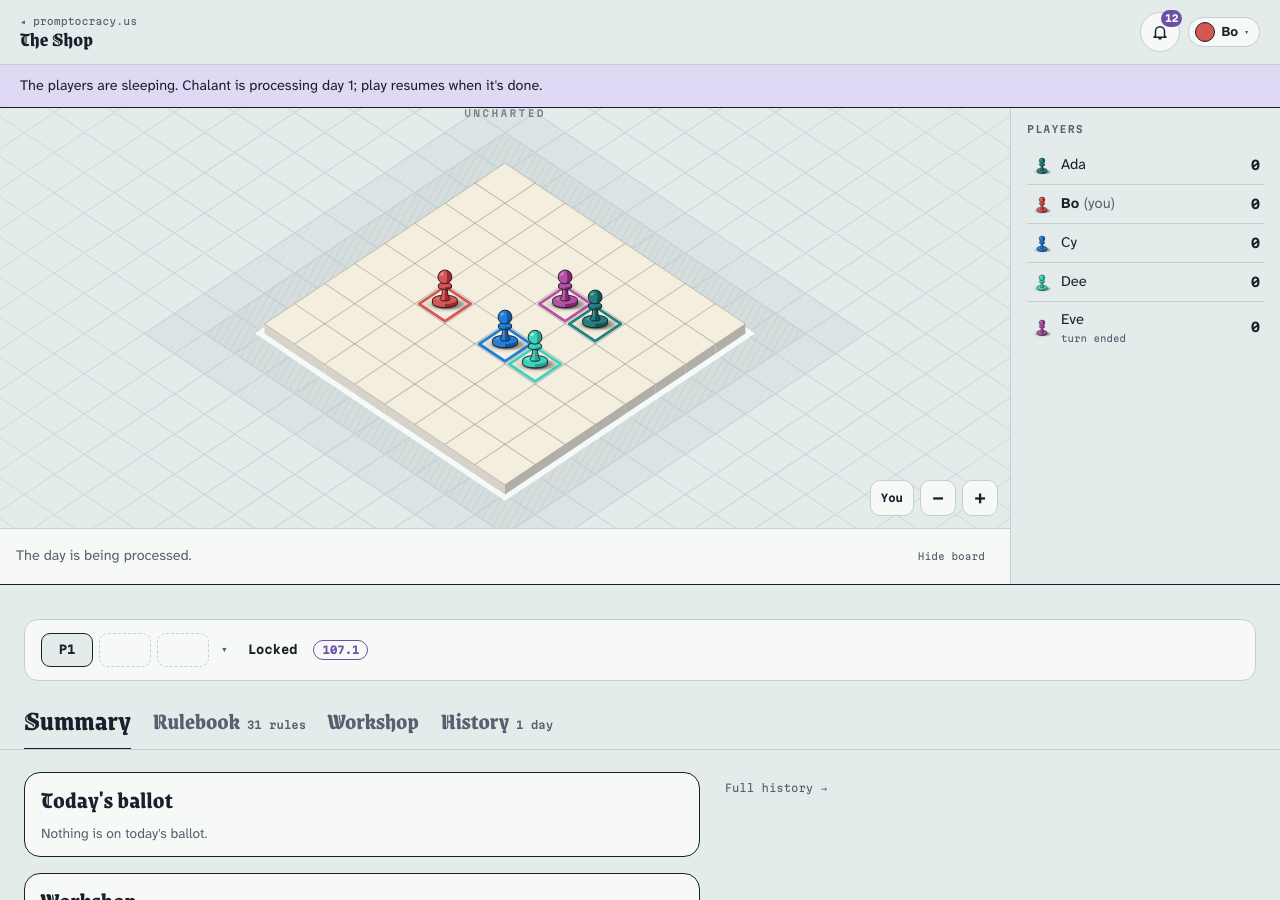 ◂ promptocracy.us
The Shop
12
Bo ▾
The players are sleeping. Chalant is processing day 1; play resumes when it's done.
UNCHARTED
You − +
The day is being processed.
Hide board
PLAYERS
Ada 0
Bo (you) 0
Cy 0
Dee 0
Eve 0
turn ended
P1 ▾ Locked 107.1
Summary Rulebook 31 rules Workshop History 1 day
Today's ballot
Nothing is on today's ballot.
Full history →
Workshop